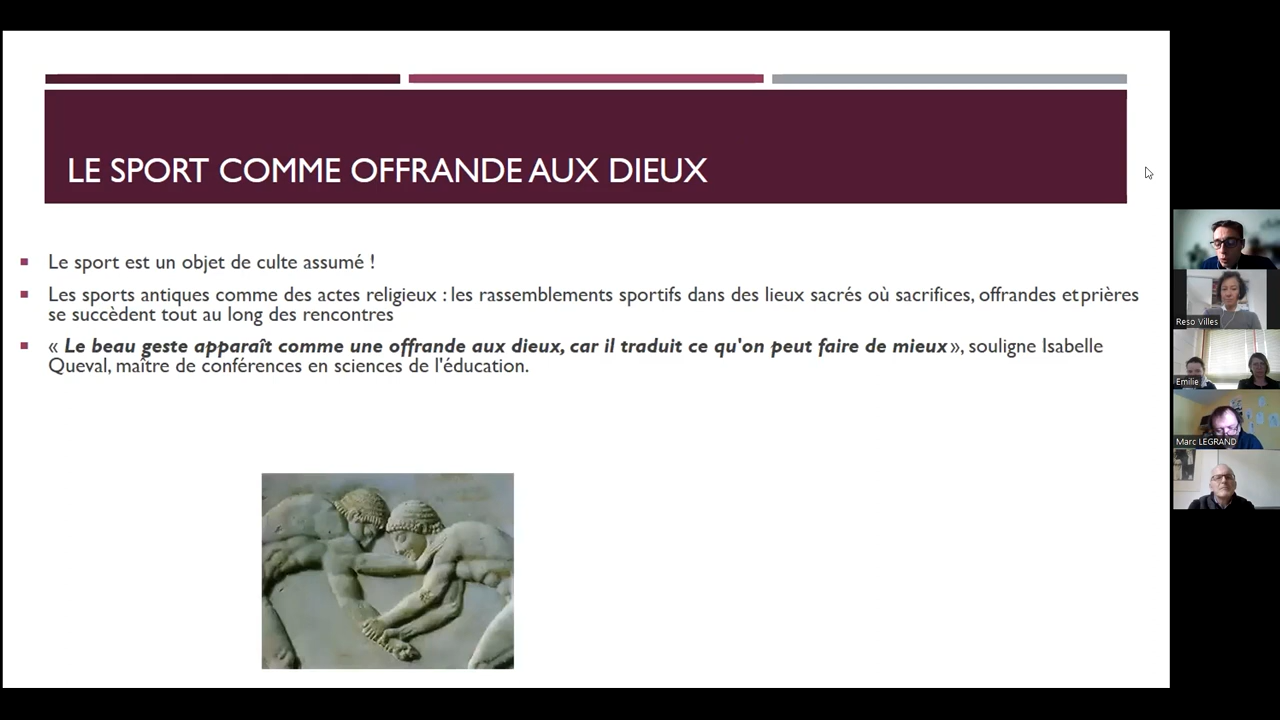 LE SPORT COMME OFFRANDE AUX DIEUX
Le sport est un objet de culte assumé !
Les sports antiques comme des actes religieux : les rassemblements sportifs dans des lieux sacrés où sacrifices, offrandes et prières
se succèdent tout au long des rencontres
« Le beau geste apparaît comme une offrande aux dieux, car il traduit ce qu'on peut faire de mieux », souligne Isabelle
Queval, maître de conférences en sciences de l'éducation.
Reso Villes
Emilie
Marc LEGRAND